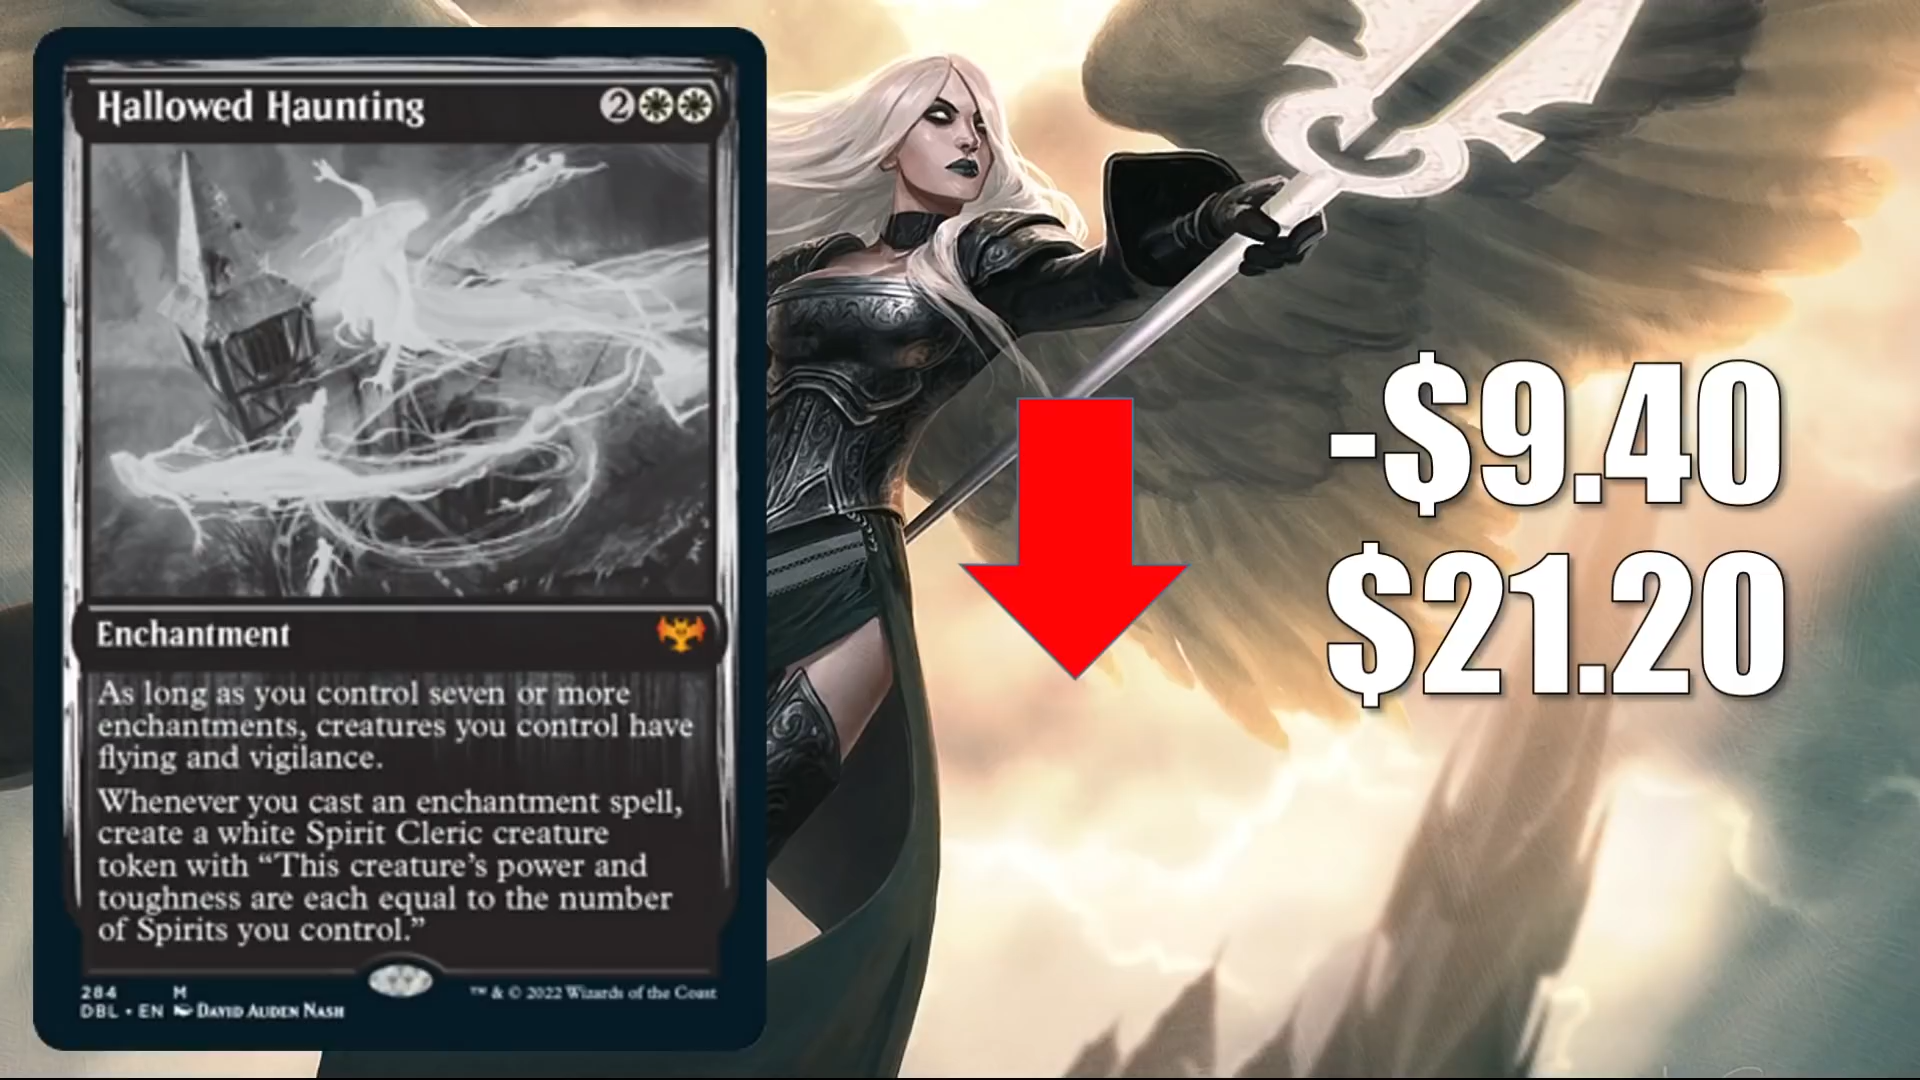 Hallowed Haunting 2
Enchantment
As long as you control seven or more
enchantments, creatures you control have
flying and vigilance.
Whenever you cast an enchantment spell,
create a white Spirit Cleric creature
token with “This creature’s power and
toughness are each equal to the number
of Spirits you control.”
284 M
DBL • EN David Auden Nash
™ & © 2022 Wizards of the Coast
-$9.40
$21.20